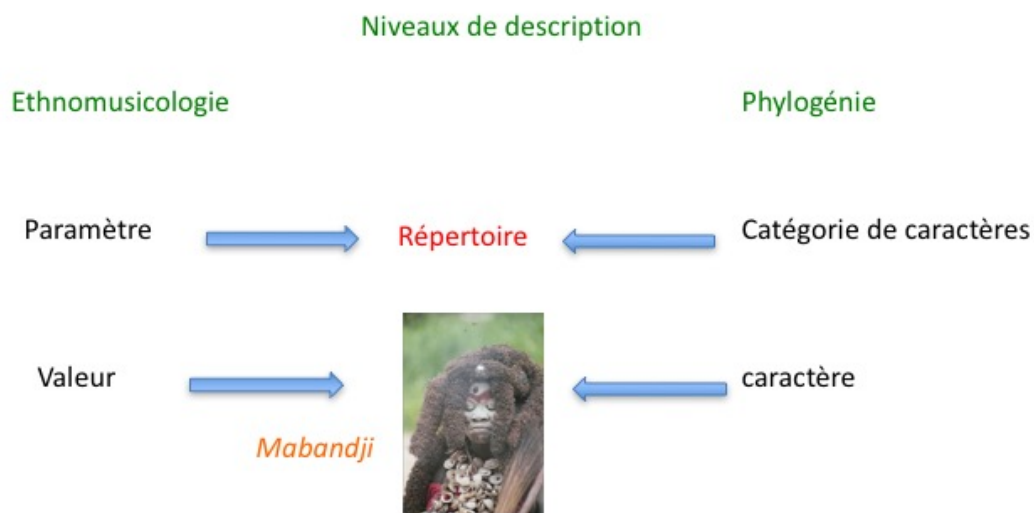 Niveaux de description
Ethnomusicologie
Phylogénie
Paramètre
Répertoire
Catégorie de caractères
Valeur
caractère
Mabandji